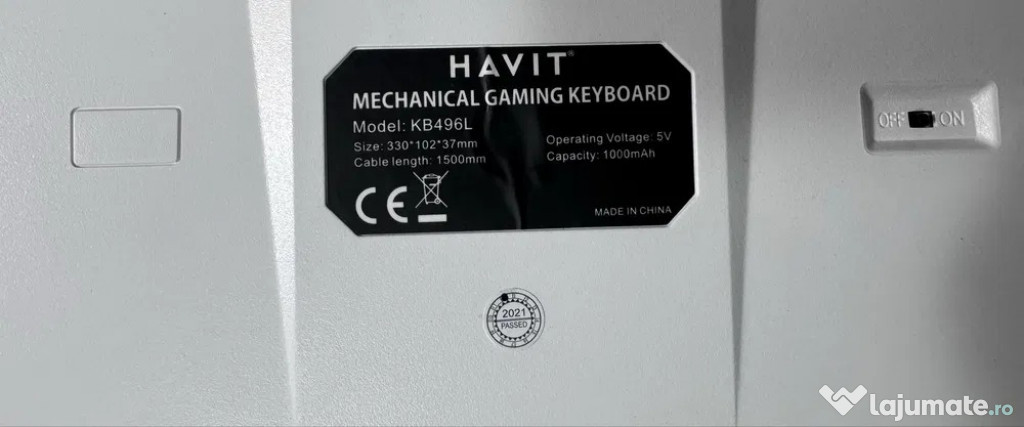 HAVIT®
MECHANICAL GAMING KEYBOARD
Model: KB496L
Size: 330*102*37mm
Cable length: 1500mm
Operating Voltage: 5V
Capacity: 1000mAh
CE
MADE IN CHINA
OFF ON
2021
PASSED
lajumate.ro